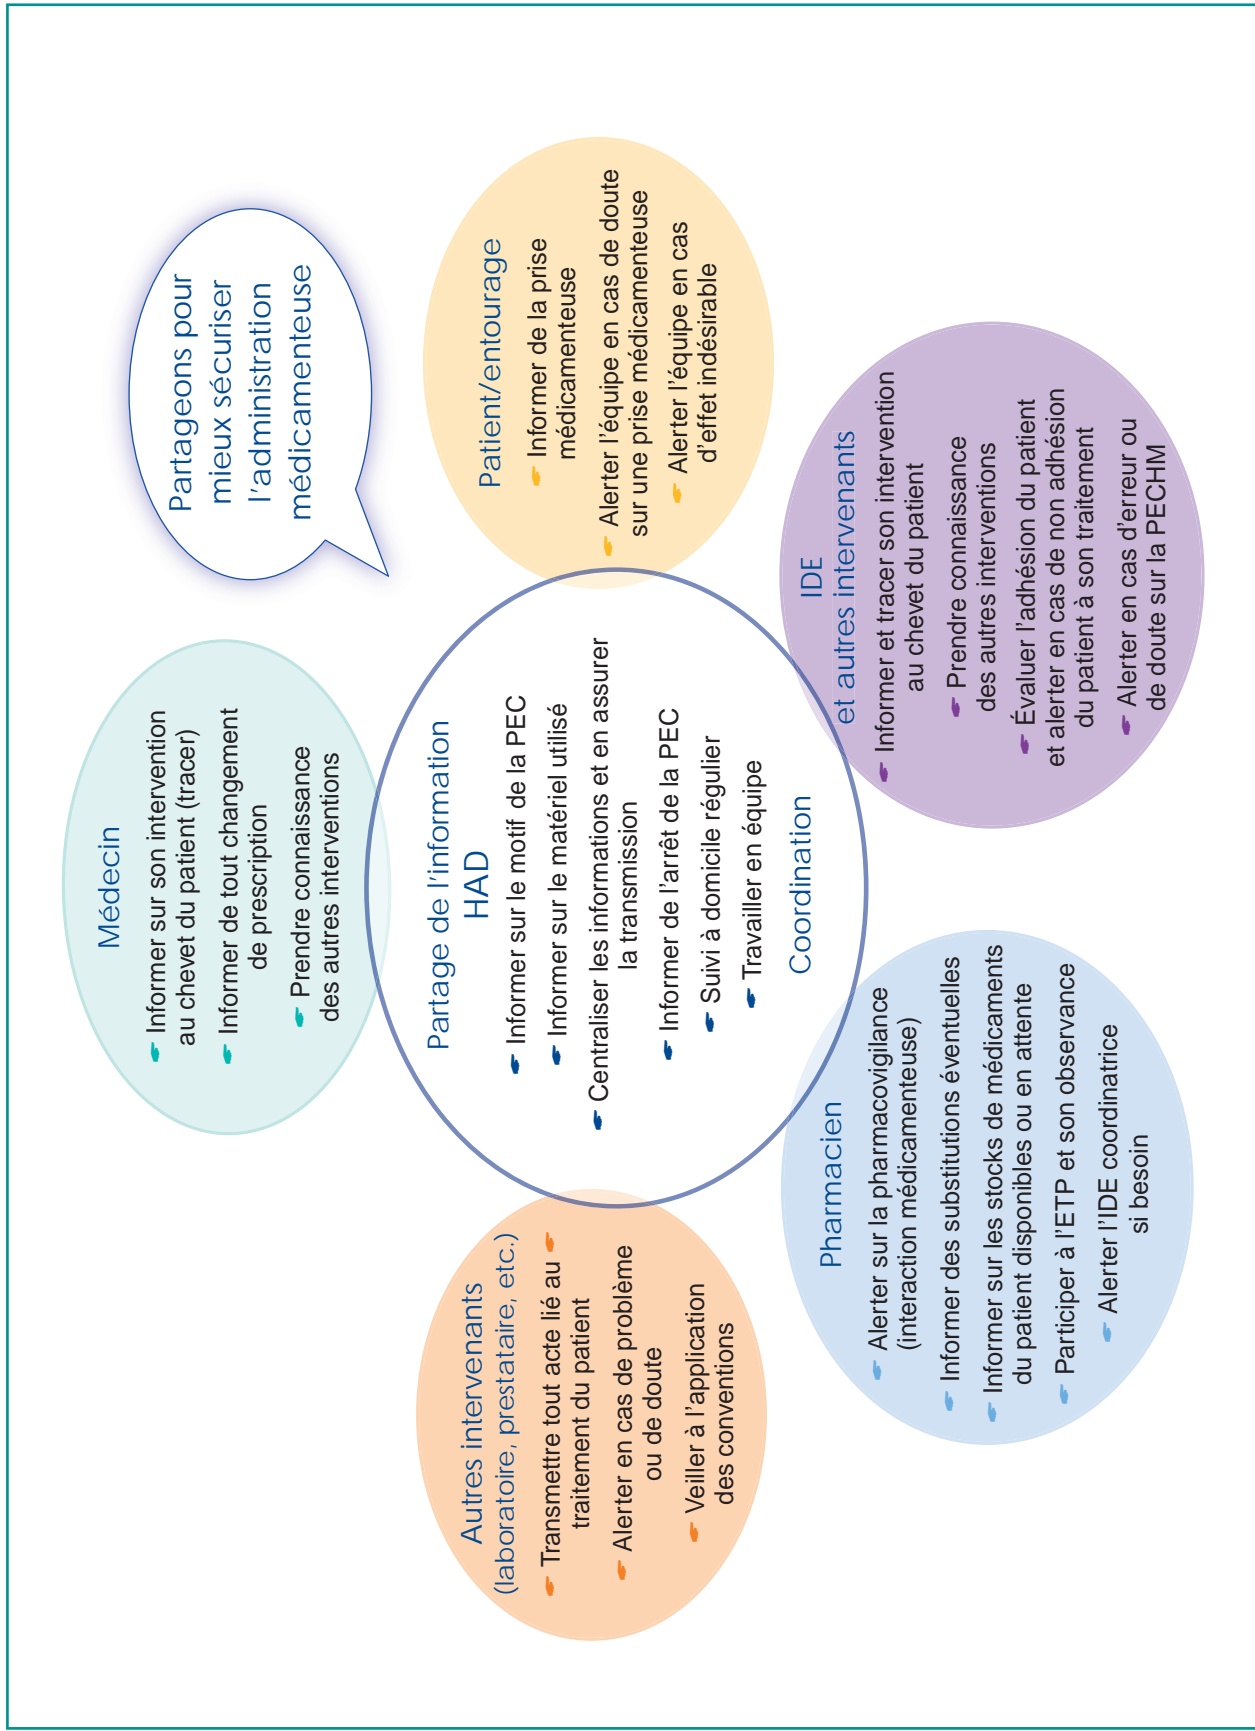 Partageons pour
mieux sécuriser
l'administration
médicamenteuse
Médecin
Informer sur son intervention
au chevet du patient (tracer)
Informer de tout changement
de prescription
Prendre connaissance
des autres interventions
Autres intervenants
(laboratoire, prestataire, etc.)
Transmettre tout acte lié au
traitement du patient
Alerter en cas de problème
ou de doute
Veiller à l'application
des conventions
Partage de l'information
HAD
Informer sur le motif de la PEC
Informer sur le matériel utilisé
Centraliser les informations et en assurer
la transmission
Informer de l'arrêt de la PEC
Suivi à domicile régulier
Travailler en équipe
Coordination
Patient/entourage
Informer de la prise
médicamenteuse
Alerter l'équipe en cas de doute
sur une prise médicamenteuse
Alerter l'équipe en cas
d'effet indésirable
Pharmacien
Alerter sur la pharmacovigilance
(interaction médicamenteuse)
Informer des substitutions éventuelles
Informer sur les stocks de médicaments
du patient disponibles ou en attente
Participer à l'ETP et son observance
Alerter l'IDE coordinatrice
si besoin
IDE
et autres intervenants
Informer et tracer son intervention
au chevet du patient
Prendre connaissance
des autres interventions
Évaluer l'adhésion du patient
et alerter en cas de non adhésion
du patient à son traitement
Alerter en cas d'erreur ou
de doute sur la PECHM